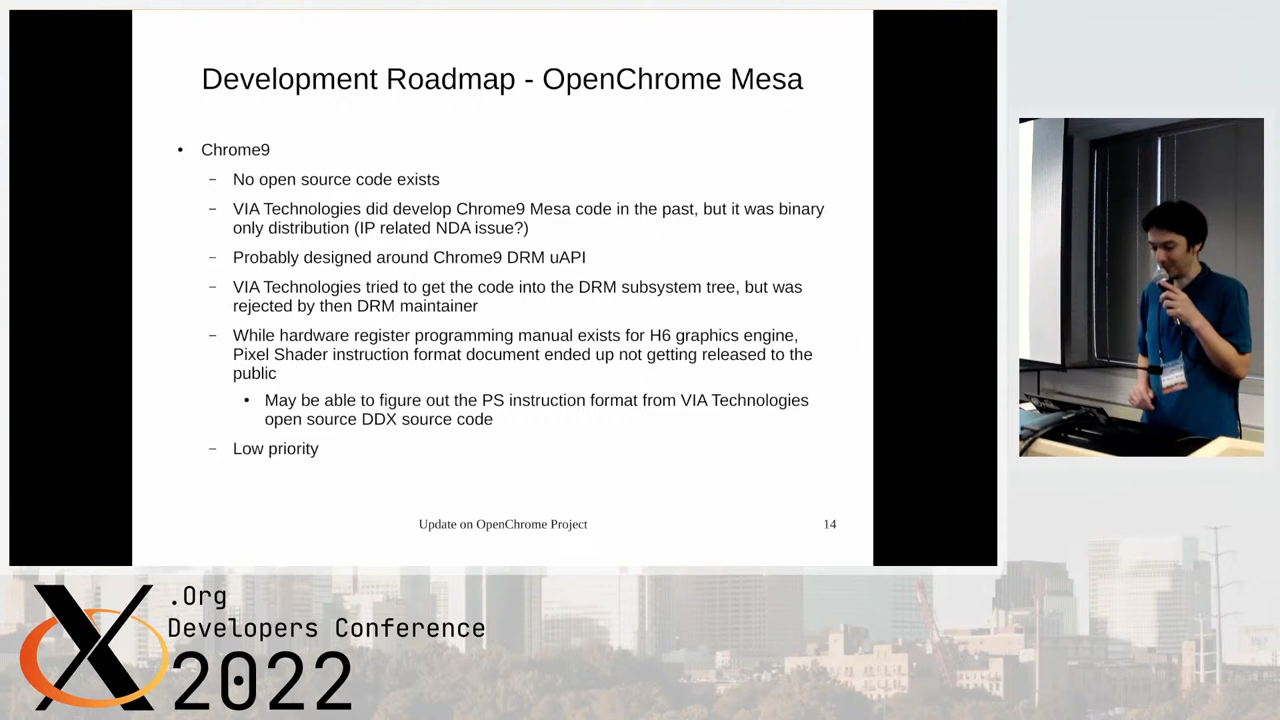 Development Roadmap - OpenChrome Mesa
• Chrome9
– No open source code exists
– VIA Technologies did develop Chrome9 Mesa code in the past, but it was binary
only distribution (IP related NDA issue?)
– Probably designed around Chrome9 DRM uAPI
– VIA Technologies tried to get the code into the DRM subsystem tree, but was
rejected by then DRM maintainer
– While hardware register programming manual exists for H6 graphics engine,
Pixel Shader instruction format document ended up not getting released to the
public
• May be able to figure out the PS instruction format from VIA Technologies
open source DDX source code
– Low priority
Update on OpenChrome Project
14
X.Org
Developers Conference
2022